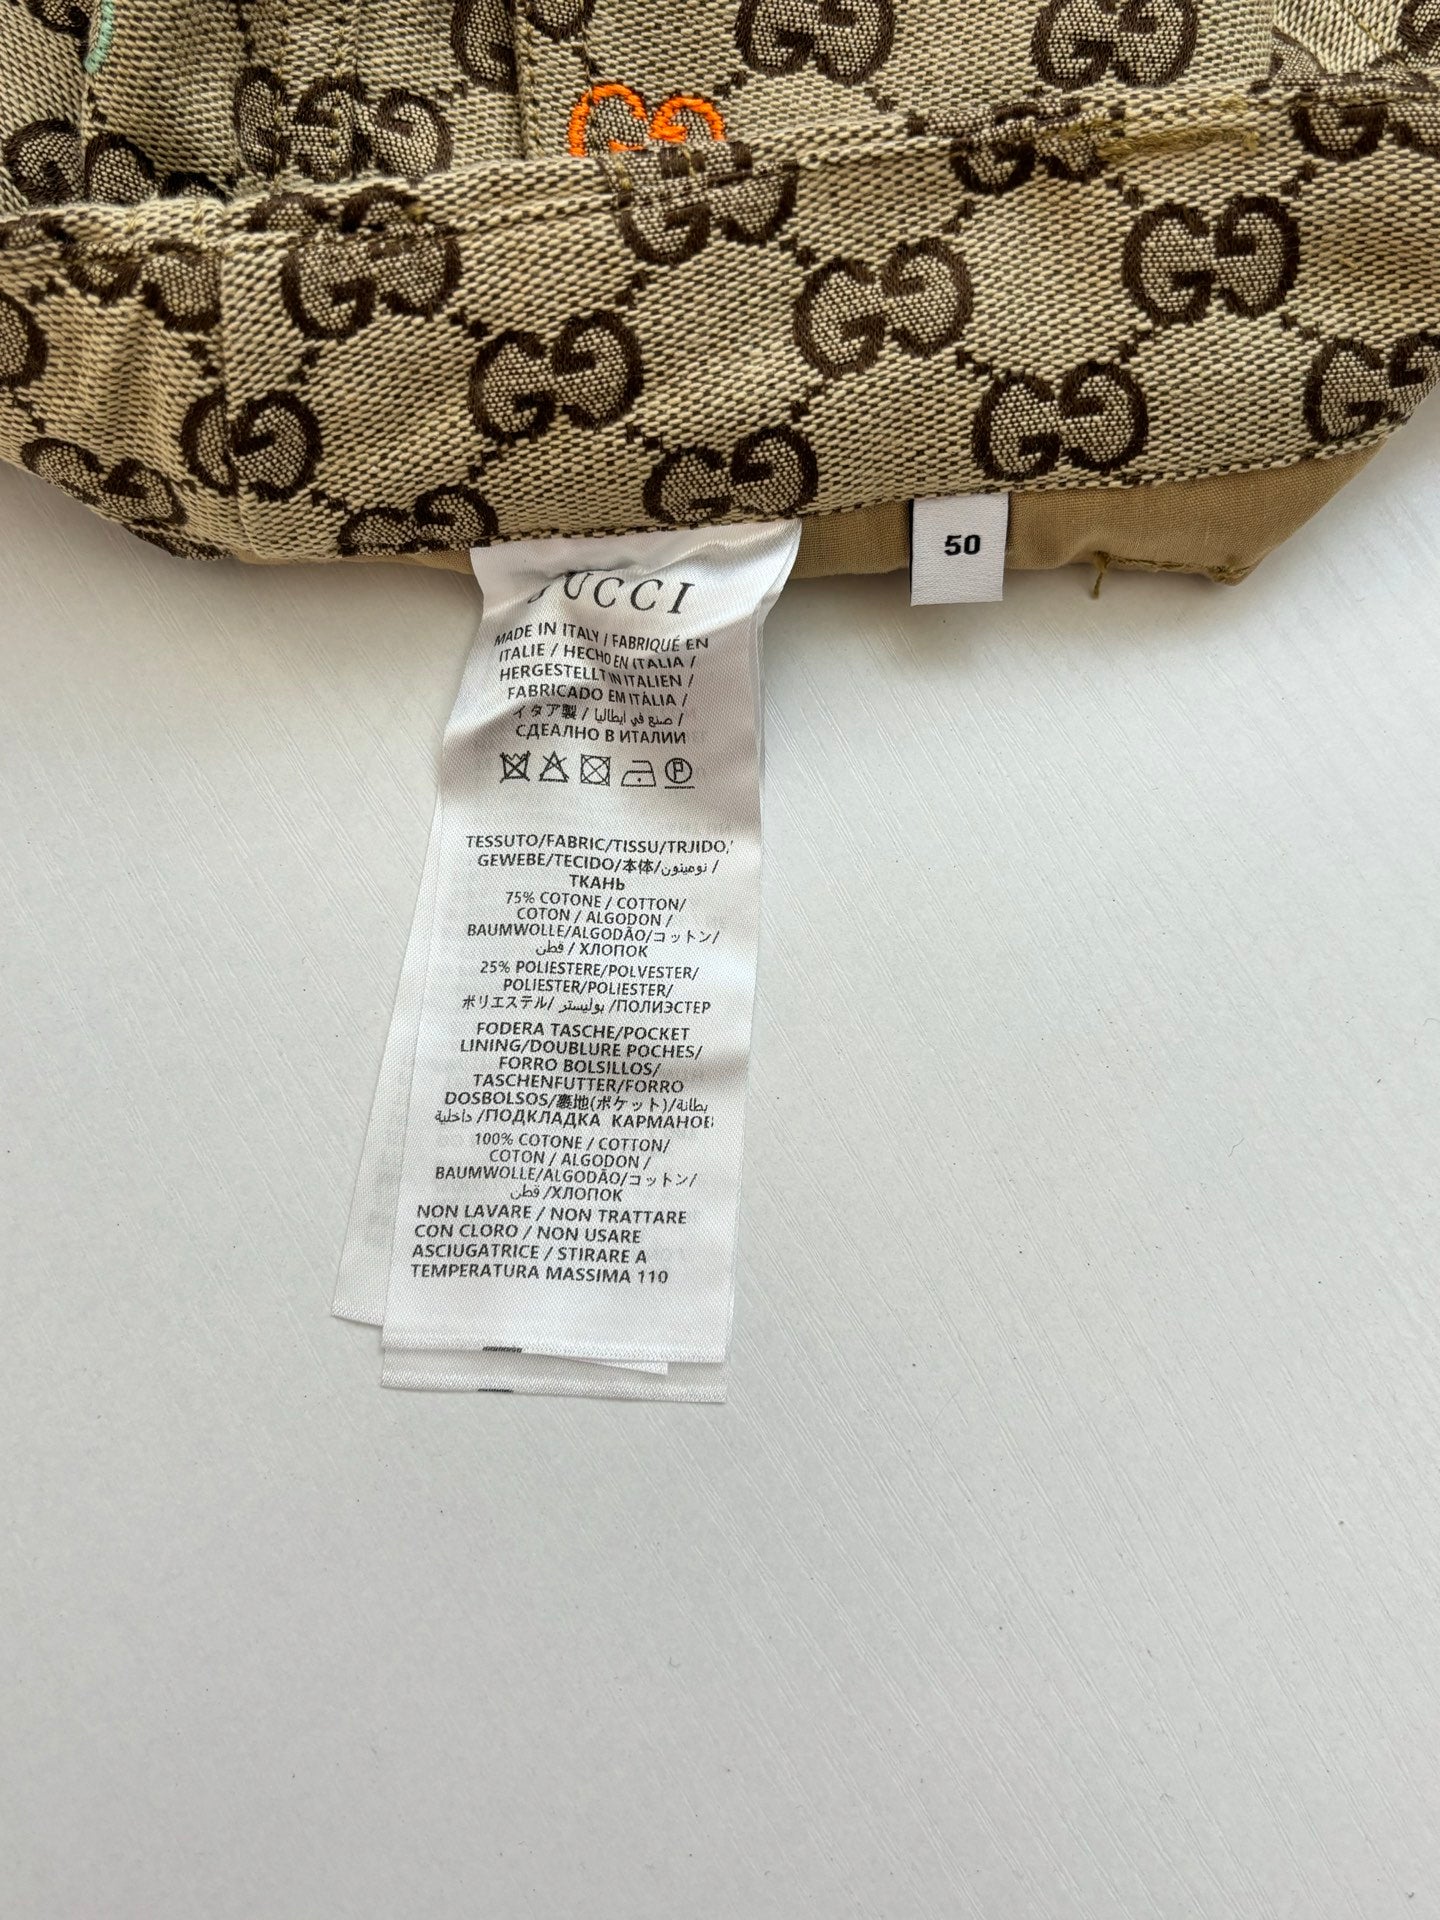 50
GUCCI
MADE IN ITALY / FABRIQUÉ EN
ITALIE / HECHO EN ITALIA /
HERGESTELLT IN ITALIEN /
FABRICADO EM ITÁLIA /
イタア製 / صنع في ايطاليا /
СДЕАЛНО В ИТАЛИИ
P
TESSUTO/FABRIC/TISSU/TRJIDO,'
GEWEBE/TECIDO/本体/نومينون /
ТКАНЬ
75% COTONE / COTTON/
COTON / ALGODON /
BAUMWOLLE/ALGODÃO/コットン/
قطن / ХЛОПОК
25% POLIESTERE/POLVESTER/
POLIESTER/POLIESTER/
ポリエステル/ بوليستر /ПОЛИЭСТЕР
FODERA TASCHE/POCKET
LINING/DOUBLURE POCHES/
FORRO BOLSILLOS/
TASCHENFUTTER/FORRO
DOSBOLSOS/裏地(ポケット)/بطانة
داخلية /ПОДКЛАДКА КАРМАНОВ
100% COTONE / COTTON/
COTON / ALGODON /
BAUMWOLLE/ALGODÃO/コットン/
قطن /ХЛОПОК
NON LAVARE / NON TRATTARE
CON CLORO / NON USARE
ASCIUGATRICE / STIRARE A
TEMPERATURA MASSIMA 110